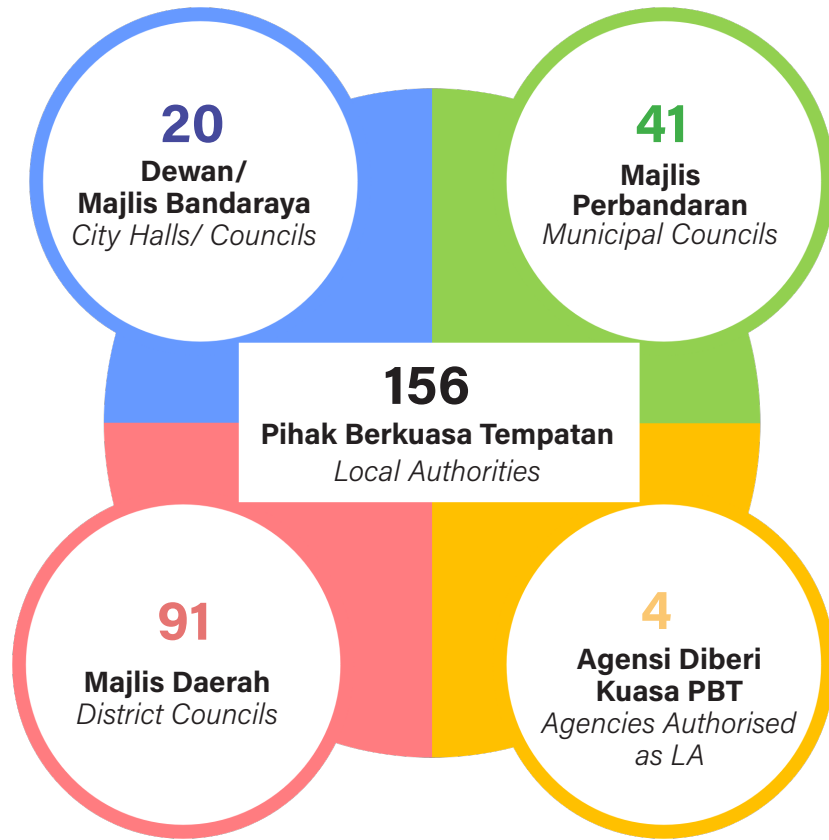 20
Dewan/
Majlis Bandaraya
City Halls/ Councils
41
Majlis
Perbandaran
Municipal Councils
156
Pihak Berkuasa Tempatan
Local Authorities
91
Majlis Daerah
District Councils
4
Agensi Diberi
Kuasa PBT
Agencies Authorised
as LA